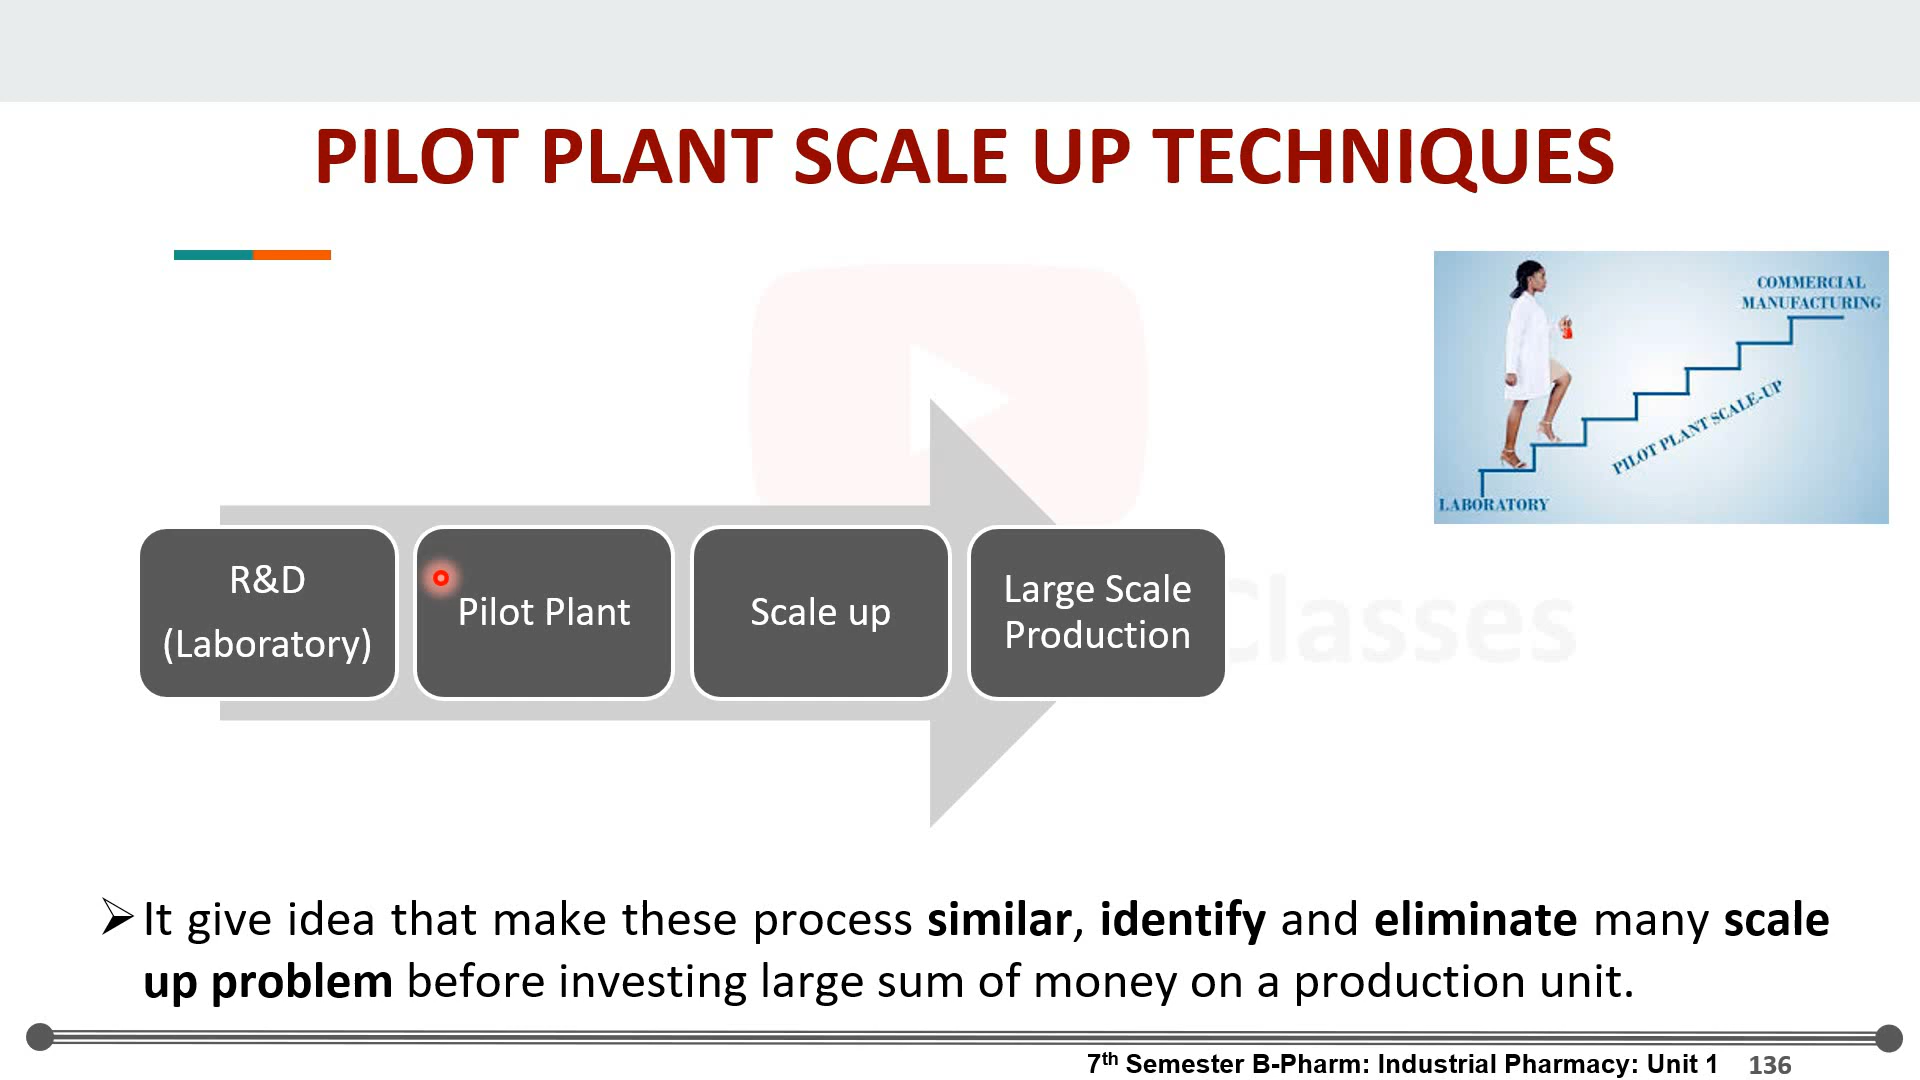 PILOT PLANT SCALE UP TECHNIQUES
COMMERCIAL
MANUFACTURING
PILOT PLANT SCALE-UP
LABORATORY
R&D
(Laboratory)
Pilot Plant
Scale up
Large Scale
Production
Classes
➢It give idea that make these process similar, identify and eliminate many scale
up problem before investing large sum of money on a production unit.
7th Semester B-Pharm: Industrial Pharmacy: Unit 1 136